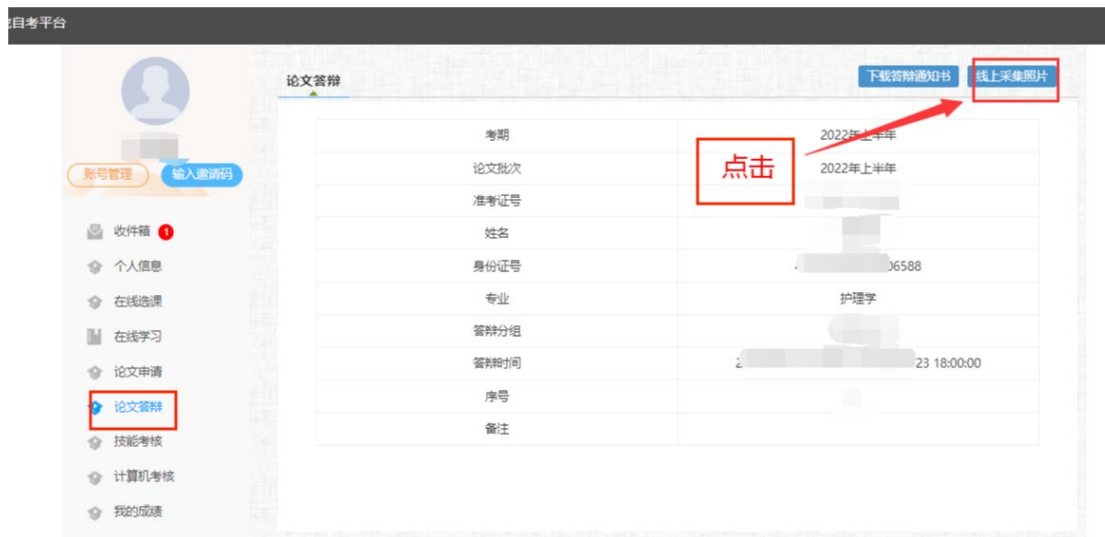 自考平台
论文答辩
下载答辩通知书
线上采集照片
账号管理
输入邀请码
收件箱 1
个人信息
在线选课
在线学习
论文申请
论文答辩
技能考核
计算机考核
我的成绩
考期 2022年上半年
论文批次 2022年上半年
点击
准考证号
姓名
身份证号 06588
专业 护理学
答辩分组
答辩时间 2 23 18:00:00
序号
备注